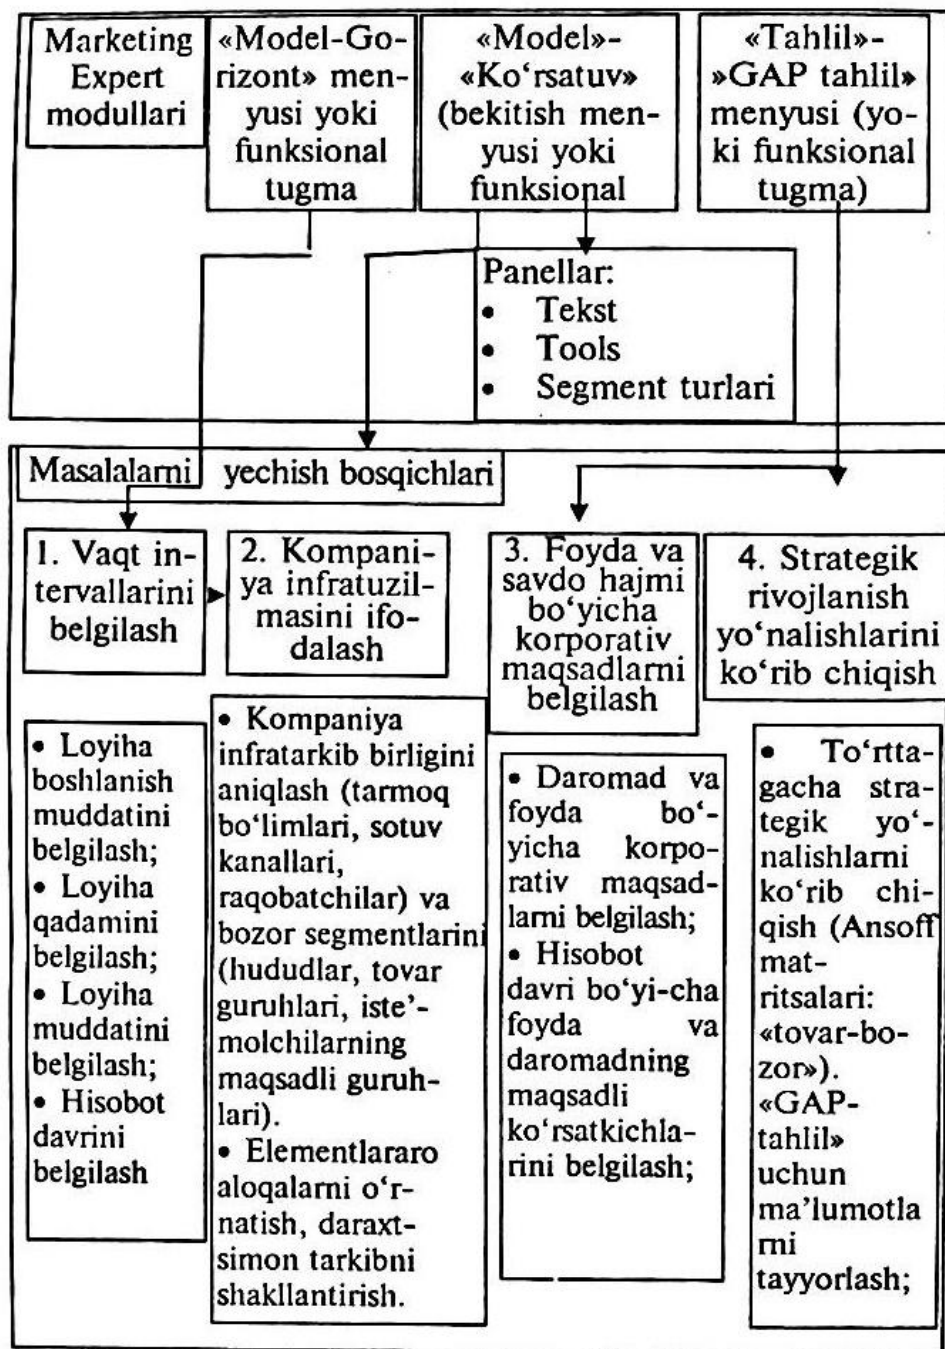 Marketing
Expert
modullari
«Model-Go-
rizont» men-
yusi yoki
funksional
tugma
«Model»-
«Ko‘rsatuv»
(bekitish men-
yusi yoki
funksional
«Tahlil»-
»GAP tahlil»
menyusi (yo-
ki funksional
tugma)
Panellar:
• Tekst
• Tools
• Segment turlari
Masalalarni yechish bosqichlari
1. Vaqt in-
tervallarini
belgilash
2. Kompani-
ya infratuzil-
masini ifo-
dalash
3. Foyda va
savdo hajmi
bo‘yicha
korporativ
maqsadlarni
belgilash
4. Strategik
rivojlanish
yo‘nalishlarini
ko‘rib chiqish
• Loyiha
boshlanish
muddatini
belgilash;
• Loyiha
qadamini
belgilash;
• Loyiha
muddatini
belgilash;
• Hisobot
davrini
belgilash
• Kompaniya
infratarkib birligini
aniqlash (tarmoq
bo‘limlari, sotuv
kanallari,
raqobatchilar) va
bozor segmentlarini
(hududlar, tovar
guruhlari, iste’-
molchilarning
maqsadli guruh-
lari).
• Elementlararo
aloqalarni o‘r-
natish, daraxt-
simon tarkibni
shakllantirish.
• Daromad va
foyda bo‘-
yicha korpo-
rativ maqsad-
larni belgilash;
• Hisobot
davri bo‘yi-cha
foyda va
daromadning
maqsadli
ko‘rsatkichla-
rini belgilash;
• To‘rtta-
gacha stra-
tegik yo‘-
nalishlarni
ko‘rib chi-
qish (Ansoff
mat-
ritsalari:
«tovar-bo-
zor»).
«GAP-
tahlil»
uchun
ma’lumotla
rni
tayyorlash;